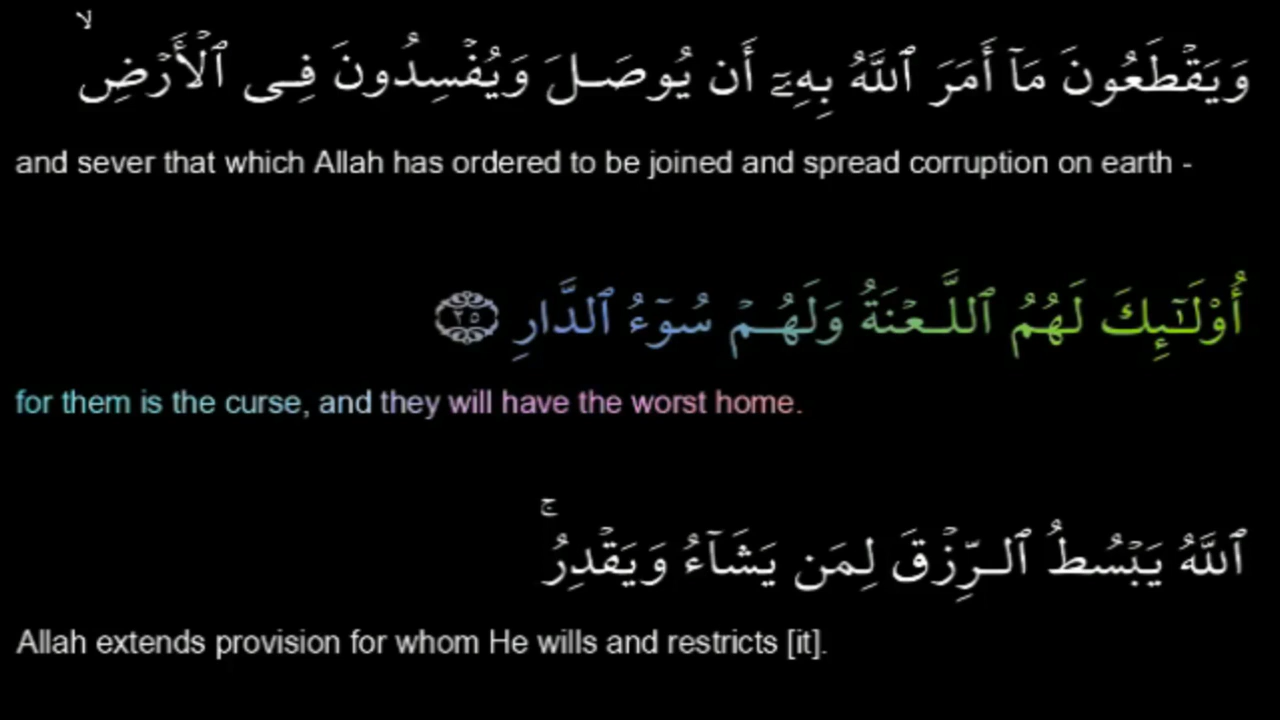 وَيَقْطَعُونَ مَآ أَمَرَ ٱللَّهُ بِهِۦٓ أَن يُوصَلَ وَيُفْسِدُونَ فِى ٱلْأَرْضِ ۙ
and sever that which Allah has ordered to be joined and spread corruption on earth -
أُو۟لَـٰٓئِكَ لَهُمُ ٱللَّعْنَةُ وَلَهُمْ سُوٓءُ ٱلدَّارِ ٢٥
for them is the curse, and they will have the worst home.
ٱللَّهُ يَبْسُطُ ٱلرِّزْقَ لِمَن يَشَآءُ وَيَقْدِرُ ۚ
Allah extends provision for whom He wills and restricts [it].